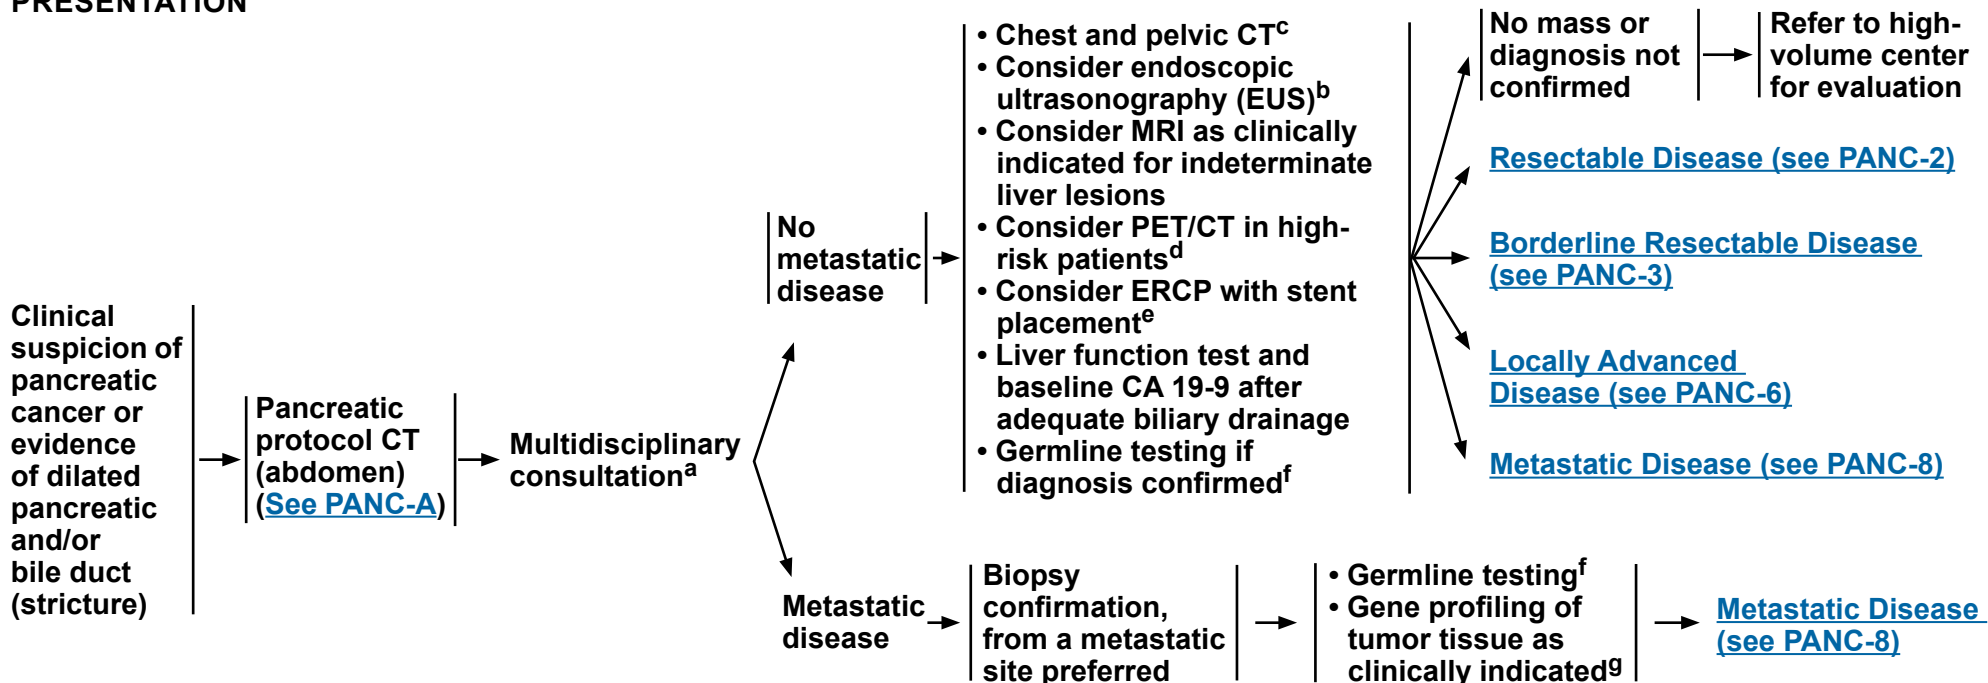 PRESENTATION
Clinical
suspicion of
pancreatic
cancer or
evidence
of dilated
pancreatic
and/or
bile duct
(stricture)
Pancreatic
protocol CT
(abdomen)
(See PANC-A)
Multidisciplinary
consultationa
No
metastatic
disease
• Chest and pelvic CTc
• Consider endoscopic
ultrasonography (EUS)b
• Consider MRI as clinically
indicated for indeterminate
liver lesions
• Consider PET/CT in high-
risk patientsd
• Consider ERCP with stent
placemente
• Liver function test and
baseline CA 19-9 after
adequate biliary drainage
• Germline testing if
diagnosis confirmedf
No mass or
diagnosis not
confirmed
Refer to high-
volume center
for evaluation
Resectable Disease (see PANC-2)
Borderline Resectable Disease
(see PANC-3)
Locally Advanced
Disease (see PANC-6)
Metastatic Disease (see PANC-8)
Metastatic
disease
Biopsy
confirmation,
from a metastatic
site preferred
• Germline testingf
• Gene profiling of
tumor tissue as
clinically indicatedg
Metastatic Disease
(see PANC-8)